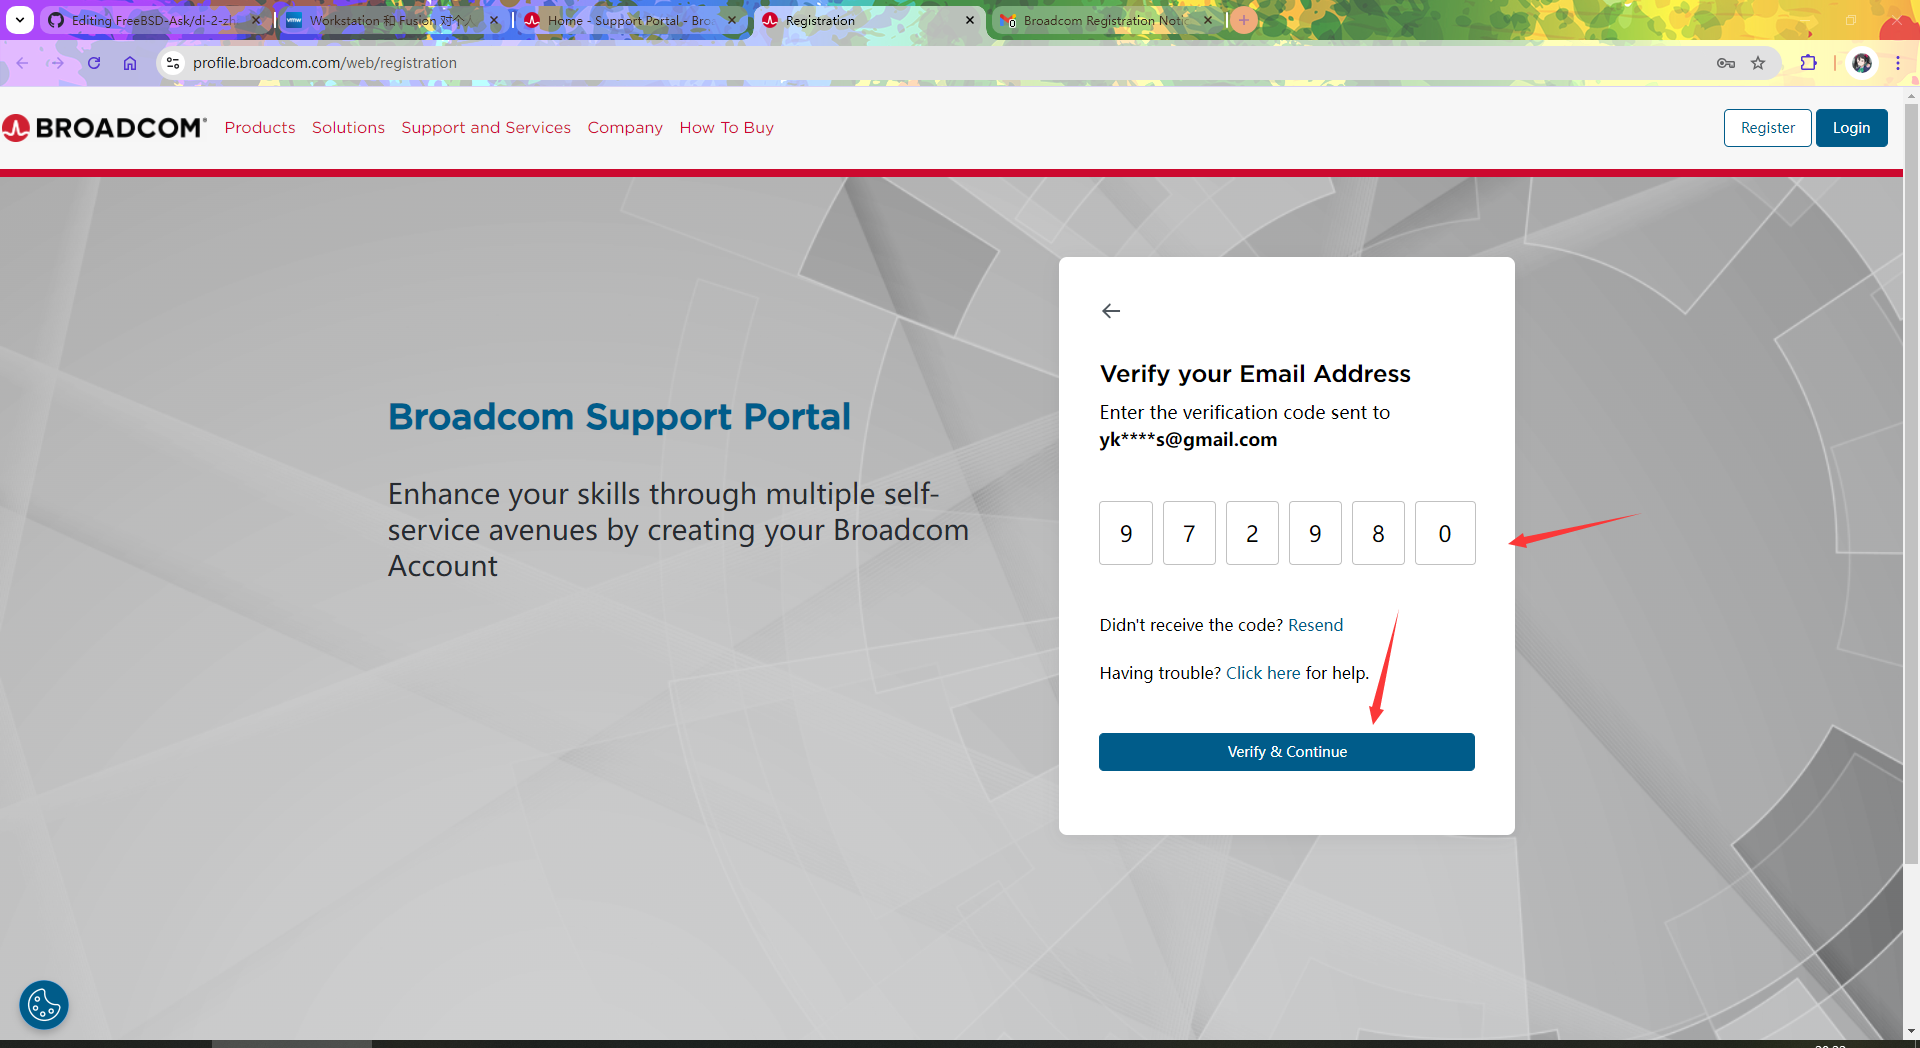 Editing FreeBSD-Ask/di-2-zh
Workstation 和 Fusion 对个人
Home - Support Portal - Bro
Registration
Broadcom Registration Notic
profile.broadcom.com/web/registration
BROADCOM
Products
Solutions
Support and Services
Company
How To Buy
Register
Login
Verify your Email Address
Enter the verification code sent to
yk****s@gmail.com
Broadcom Support Portal
Enhance your skills through multiple self-
service avenues by creating your Broadcom
Account
9 7 2 9 8 0
Didn't receive the code? Resend
Having trouble? Click here for help.
Verify & Continue